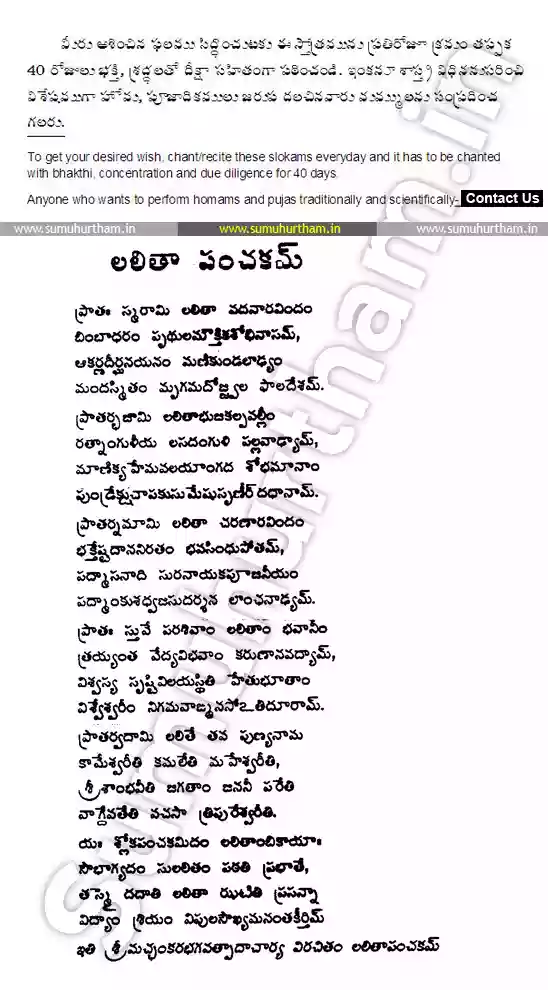 మీరు ఆశించిన ఫలము సిద్ధించుటకు ఈ స్తోత్రమును ప్రతిరోజూ క్రమం తప్పక
40 రోజులు భక్తి, శ్రద్ధలతో దీక్షా సహితంగా పఠించండి. ఇంకనూ శాస్త్ర విధిననుసరించి
విశేషముగా హోమ, పూజాదికములు జరుప దలచినవారు మమ్ములను సంప్రదించ
గలరు.
To get your desired wish, chant/recite these slokams everyday and it has to be chanted
with bhakthi, concentration and due diligence for 40 days.
Anyone who wants to perform homams and pujas traditionally and scientifically- Contact Us
www.sumuhurtham.in www.sumuhurtham.in www.sumuhurtham.in
లలితా పంచకమ్
ప్రాతః స్మరామి లలితా వదనారవిందం
బింబాధరం పృథులమౌక్తికశోభినాసమ్,
ఆకర్ణదీర్ఘనయనం మణికుండలాఢ్యం
మందస్మితం మృగమదోజ్జ్వల ఫాలదేశమ్.
ప్రాతర్భజామి లలితాభుజకల్పవల్లీం
రత్నాంగుళీయ లసదంగుళి పల్లవాఢ్యామ్,
మాణిక్యహేమవలయాంగద శోభమానాం
పుండ్రేక్షుచాపకుసుమేషుసృణీర్దధానామ్.
ప్రాతర్నమామి లలితా చరణారవిందం
భక్తేష్టదాననిరతం భవసింధుపోతమ్,
పద్మాసనాది సురనాయకపూజనీయం
పద్మాంకుశధ్వజసుదర్శన లాంఛనాఢ్యమ్.
ప్రాతః స్తువే పరశివాం లలితాం భవానీం
త్రయ్యంత వేద్యవిభవాం కరుణానవద్యామ్,
విశ్వస్య సృష్టివిలయస్థితి హేతుభూతాం
విశ్వేశ్వరీం నిగమవాఙ్మనసోఽతిదూరామ్.
ప్రాతర్వదామి లలితే తవ పుణ్యనామ
కామేశ్వరీతి కమలేతి మహేశ్వరీతి,
శ్రీశాంభవీతి జగతాం జననీ పరేతి
వాగ్దేవతేతి వచసా త్రిపురేశ్వరీతి.
యః శ్లోకపంచకమిదం లలితాంబికాయాః
సౌభాగ్యదం సులలితం పఠతి ప్రభాతే,
తస్మై దదాతి లలితా ఝటితి ప్రసన్నా
విద్యాం శ్రియం విపులసౌఖ్యమనంతకీర్తిమ్
ఇతి శ్రీమచ్ఛంకరభగవత్పాదాచార్య విరచితం లలితాపంచకమ్
Sumuhurtham.in